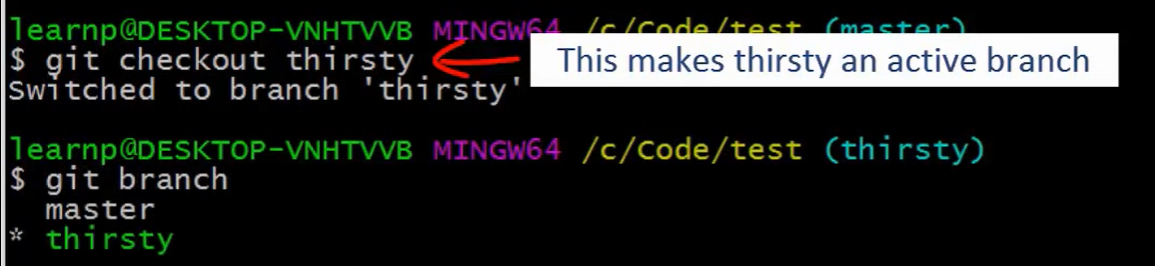 learnp@DESKTOP-VNHTVVB MINGW64 /c/Code/test (master)
$ git checkout thirsty
This makes thirsty an active branch
Switched to branch 'thirsty'
learnp@DESKTOP-VNHTVVB MINGW64 /c/Code/test (thirsty)
$ git branch
master
* thirsty